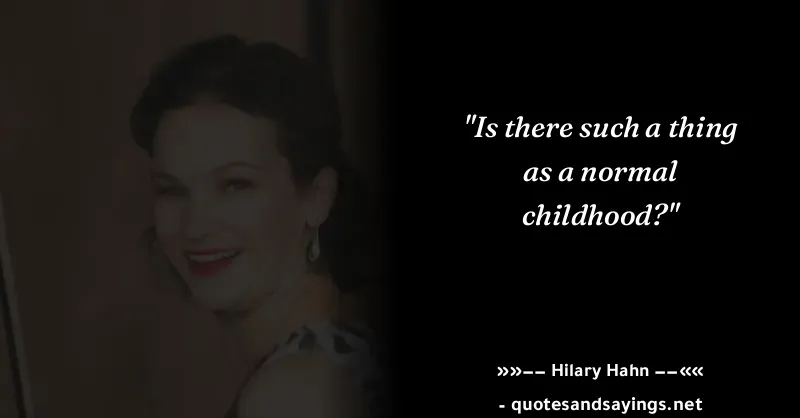 "Is there such a thing
as a normal
childhood?"
»»–– Hilary Hahn ––««
- quotesandsayings.net